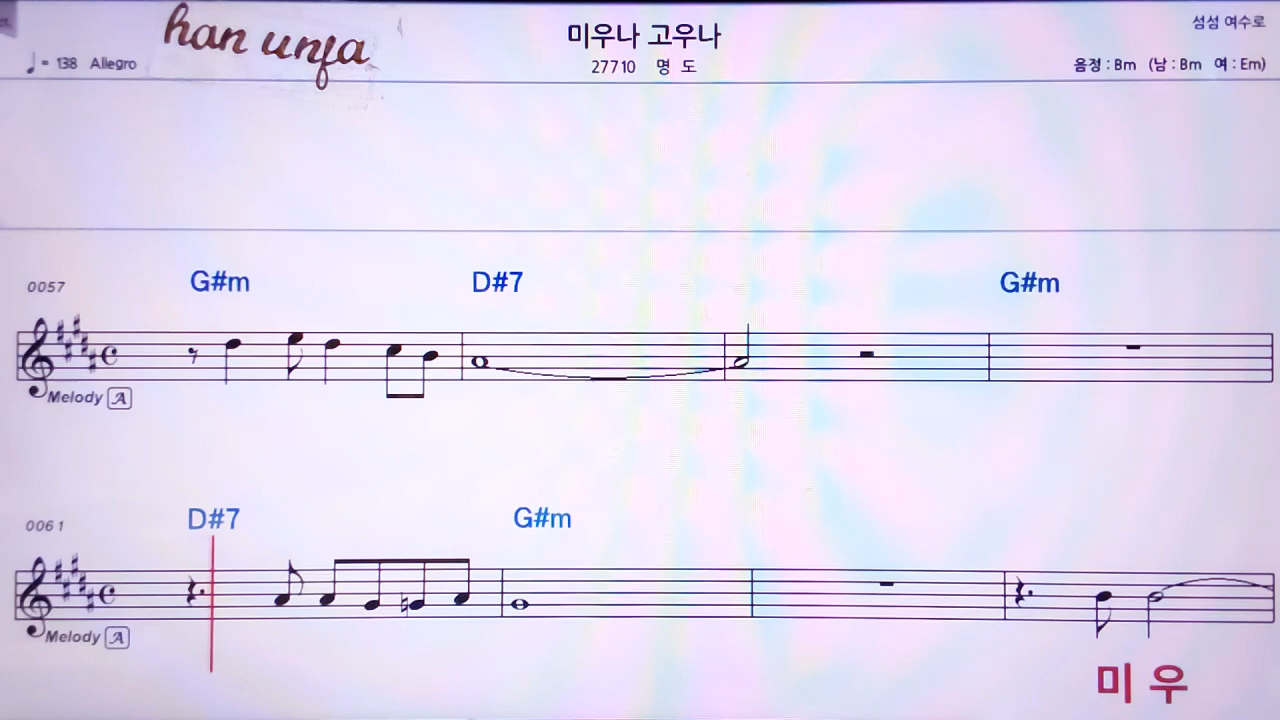 han unfa
미우나 고우나
섬섬 여수로
♩ = 138 Allegro
27710 명 도
음정 : Bm (남 : Bm 여 : Em)
0057 G#m D#7 G#m
Melody A
0061 D#7 G#m
Melody A
미 우